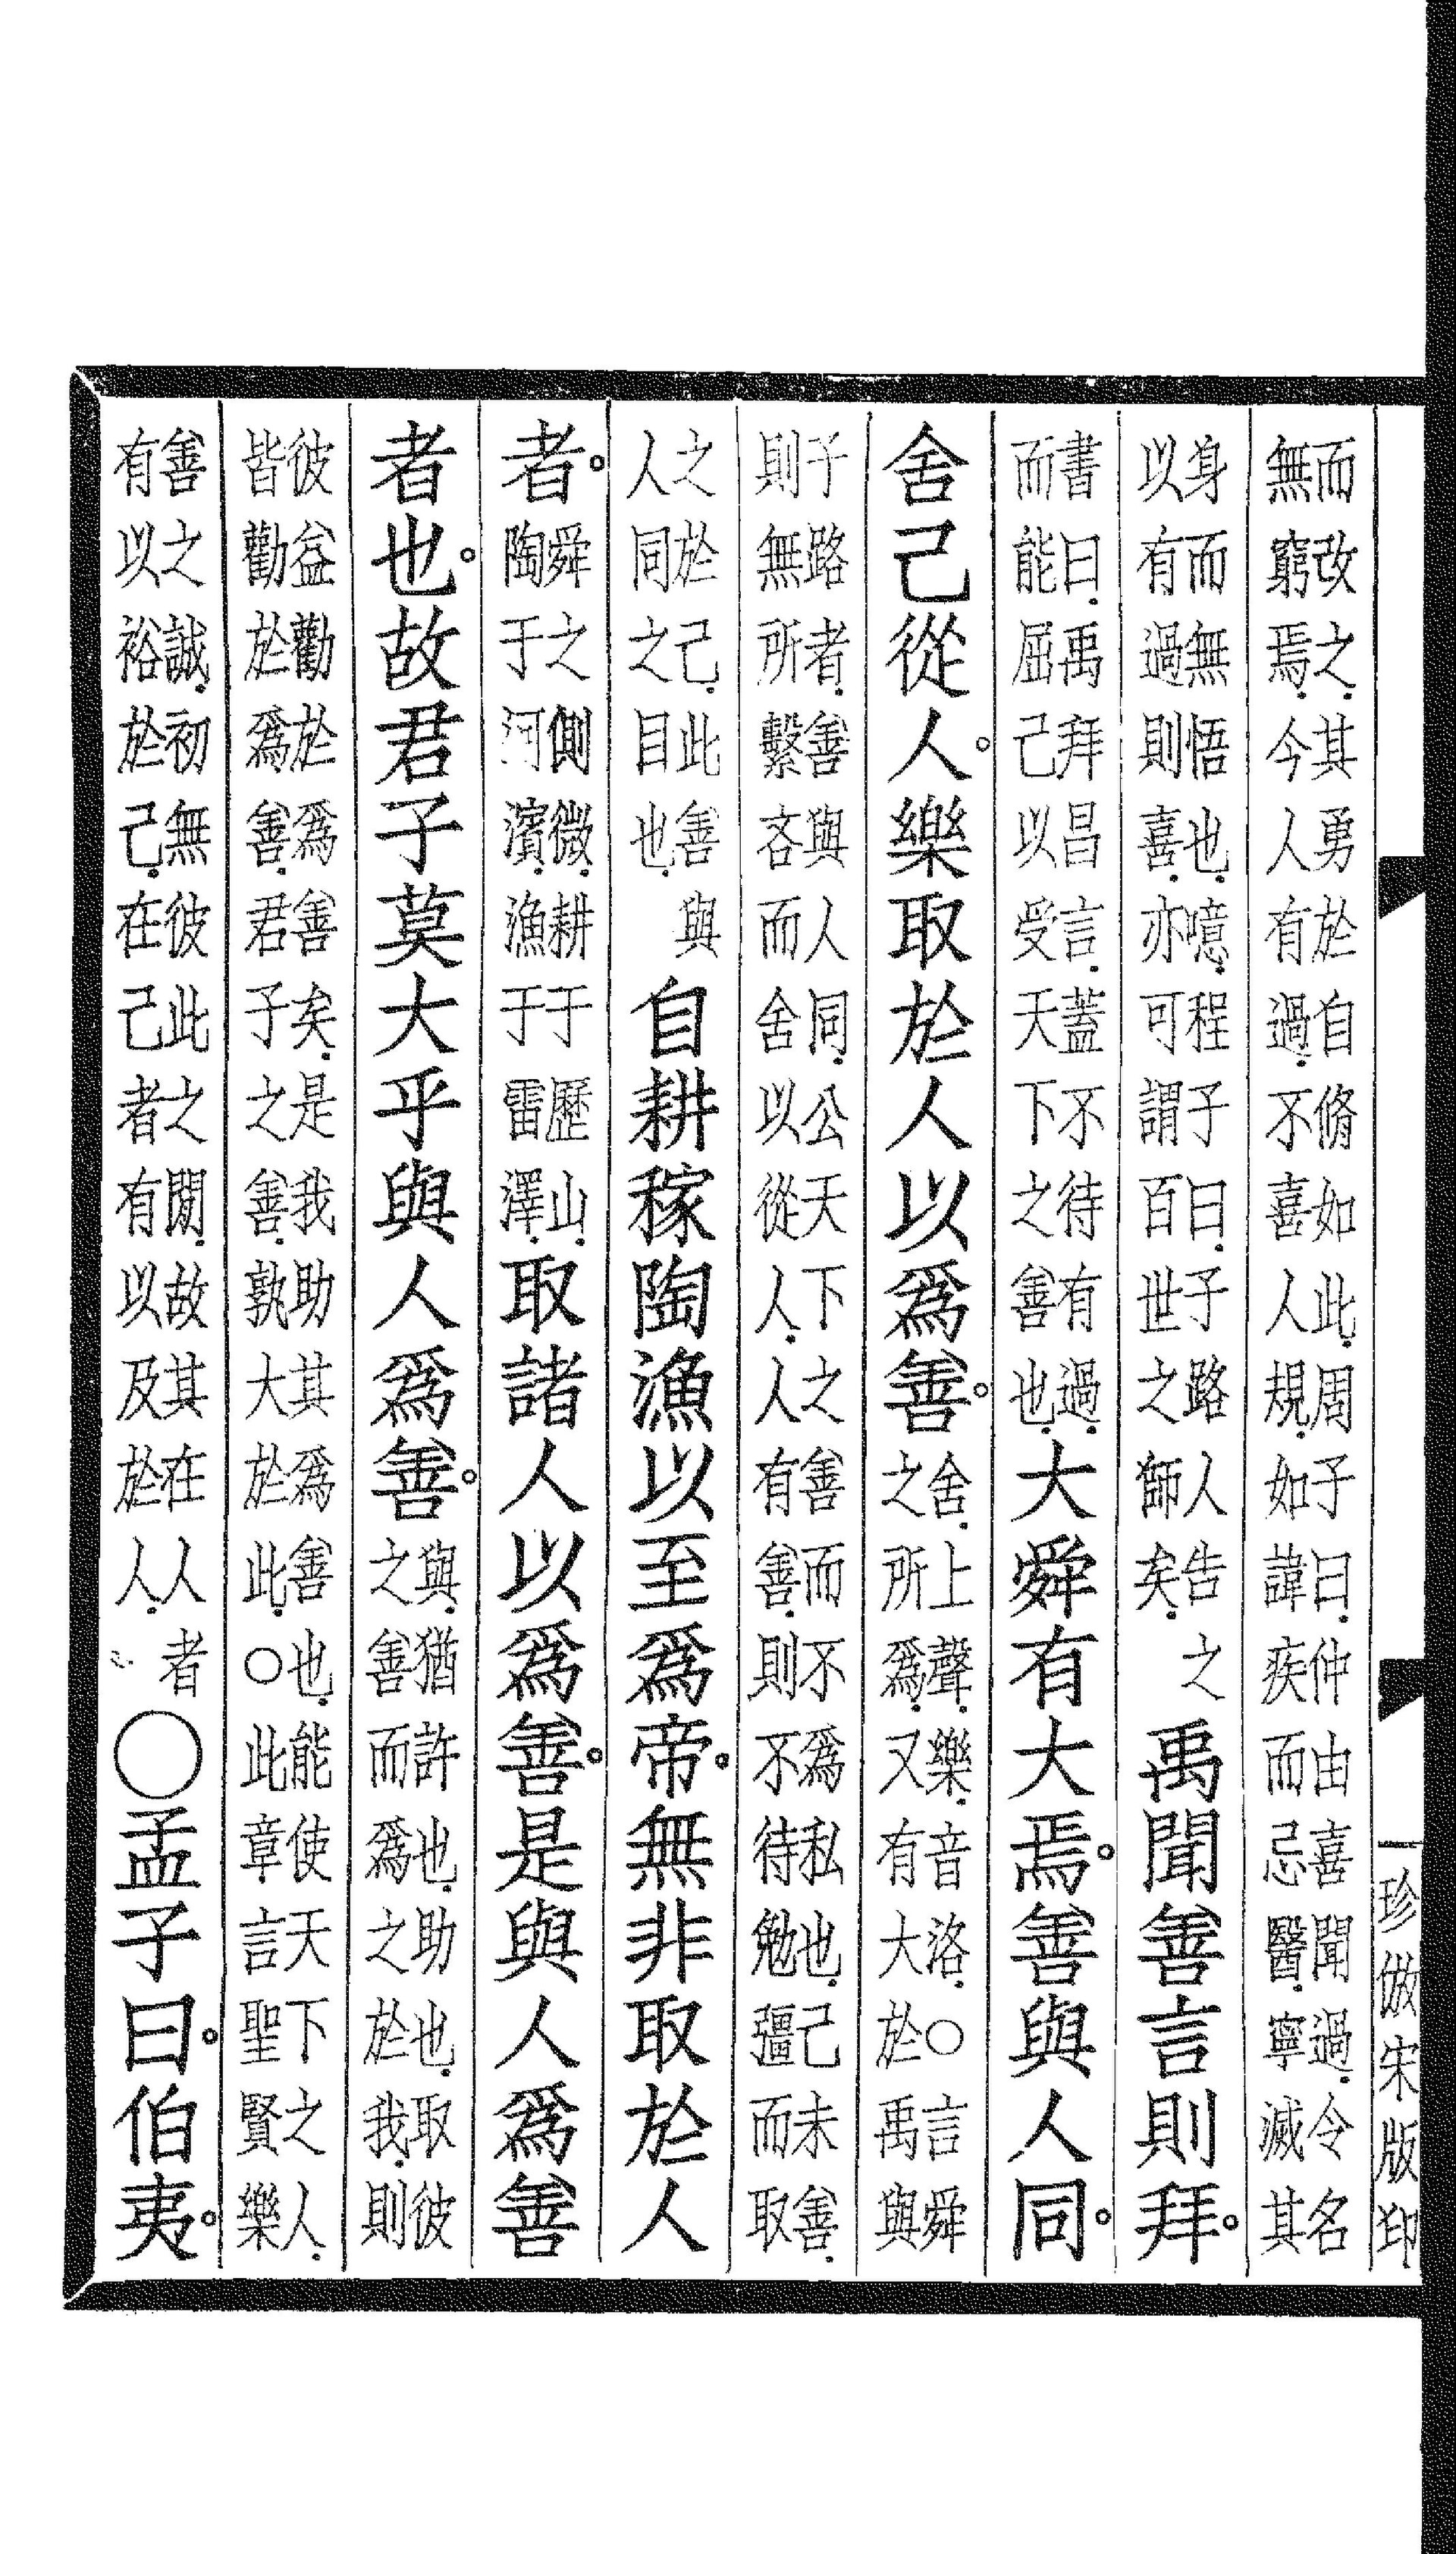 珍倣宋版印
而改之.其勇於自脩如此.周子曰.仲由喜聞過.令名
無窮焉.今人有過.不喜人規.如諱疾而忌醫.寧滅其
身而無悟也.噫.程子曰.子路人告之
以有過則喜.亦可謂百世之師矣.
禹聞善言則拜。
書曰.禹拜昌言.蓋不待有過.
而能屈己以受天下之善也.
大舜有大焉。善與人同。
舍己從人。樂取於人以爲善。
舍.上聲.樂.音洛.○言舜
之所爲.又有大於禹與
子路者.善與人同.公天下之善而不爲私也.己未善.
則無所繫吝而舍以從人.人有善.則不待勉彊而取
之於己.此善與
人同之目也.
自耕稼陶漁以至爲帝。無非取於人
者。
舜之側微.耕于歷山.
陶于河濱.漁于雷澤.
取諸人以爲善。是與人爲善
者也。故君子莫大乎與人爲善。
與.猶許也.助也.取彼
之善而爲之於我.則
彼益勸於爲善矣.是我助其爲善也.能使天下之人.
皆勸於爲善.君子之善.孰大於此.○此章言聖賢樂
善之誠.初無彼此之閒.故其在人者
有以裕於己.在己者有以及於人.
○孟子曰。伯夷。